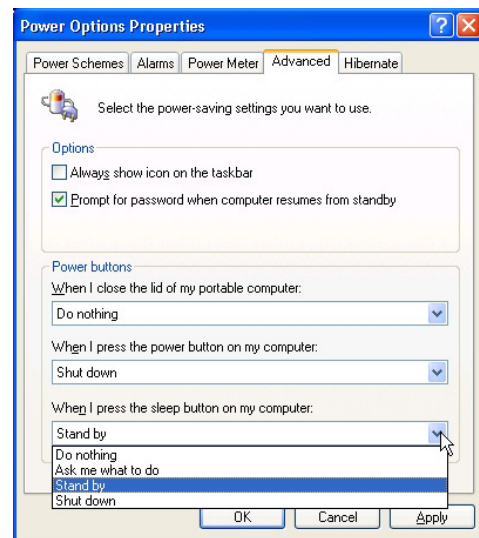 Power Options Properties
Power Schemes Alarms Power Meter Advanced Hibernate
Select the power-saving settings you want to use.
Options
Always show icon on the taskbar
Prompt for password when computer resumes from standby
Power buttons
When I close the lid of my portable computer:
Do nothing
When I press the power button on my computer:
Shut down
When I press the sleep button on my computer:
Stand by
Do nothing
Ask me what to do
Stand by
Shut down
OK Cancel Apply